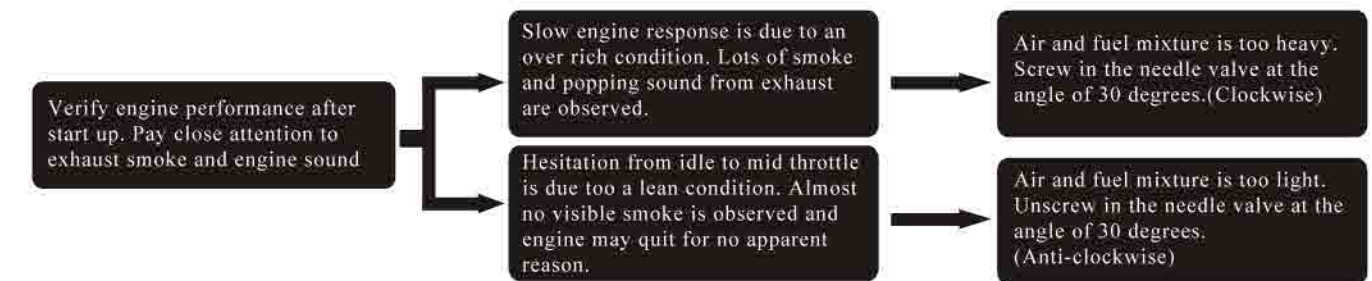 Verify engine performance after
start up. Pay close attention to
exhaust smoke and engine sound
Slow engine response is due to an
over rich condition. Lots of smoke
and popping sound from exhaust
are observed.
Air and fuel mixture is too heavy.
Screw in the needle valve at the
angle of 30 degrees.(Clockwise)
Hesitation from idle to mid throttle
is due too a lean condition. Almost
no visible smoke is observed and
engine may quit for no apparent
reason.
Air and fuel mixture is too light.
Unscrew in the needle valve at the
angle of 30 degrees.
(Anti-clockwise)